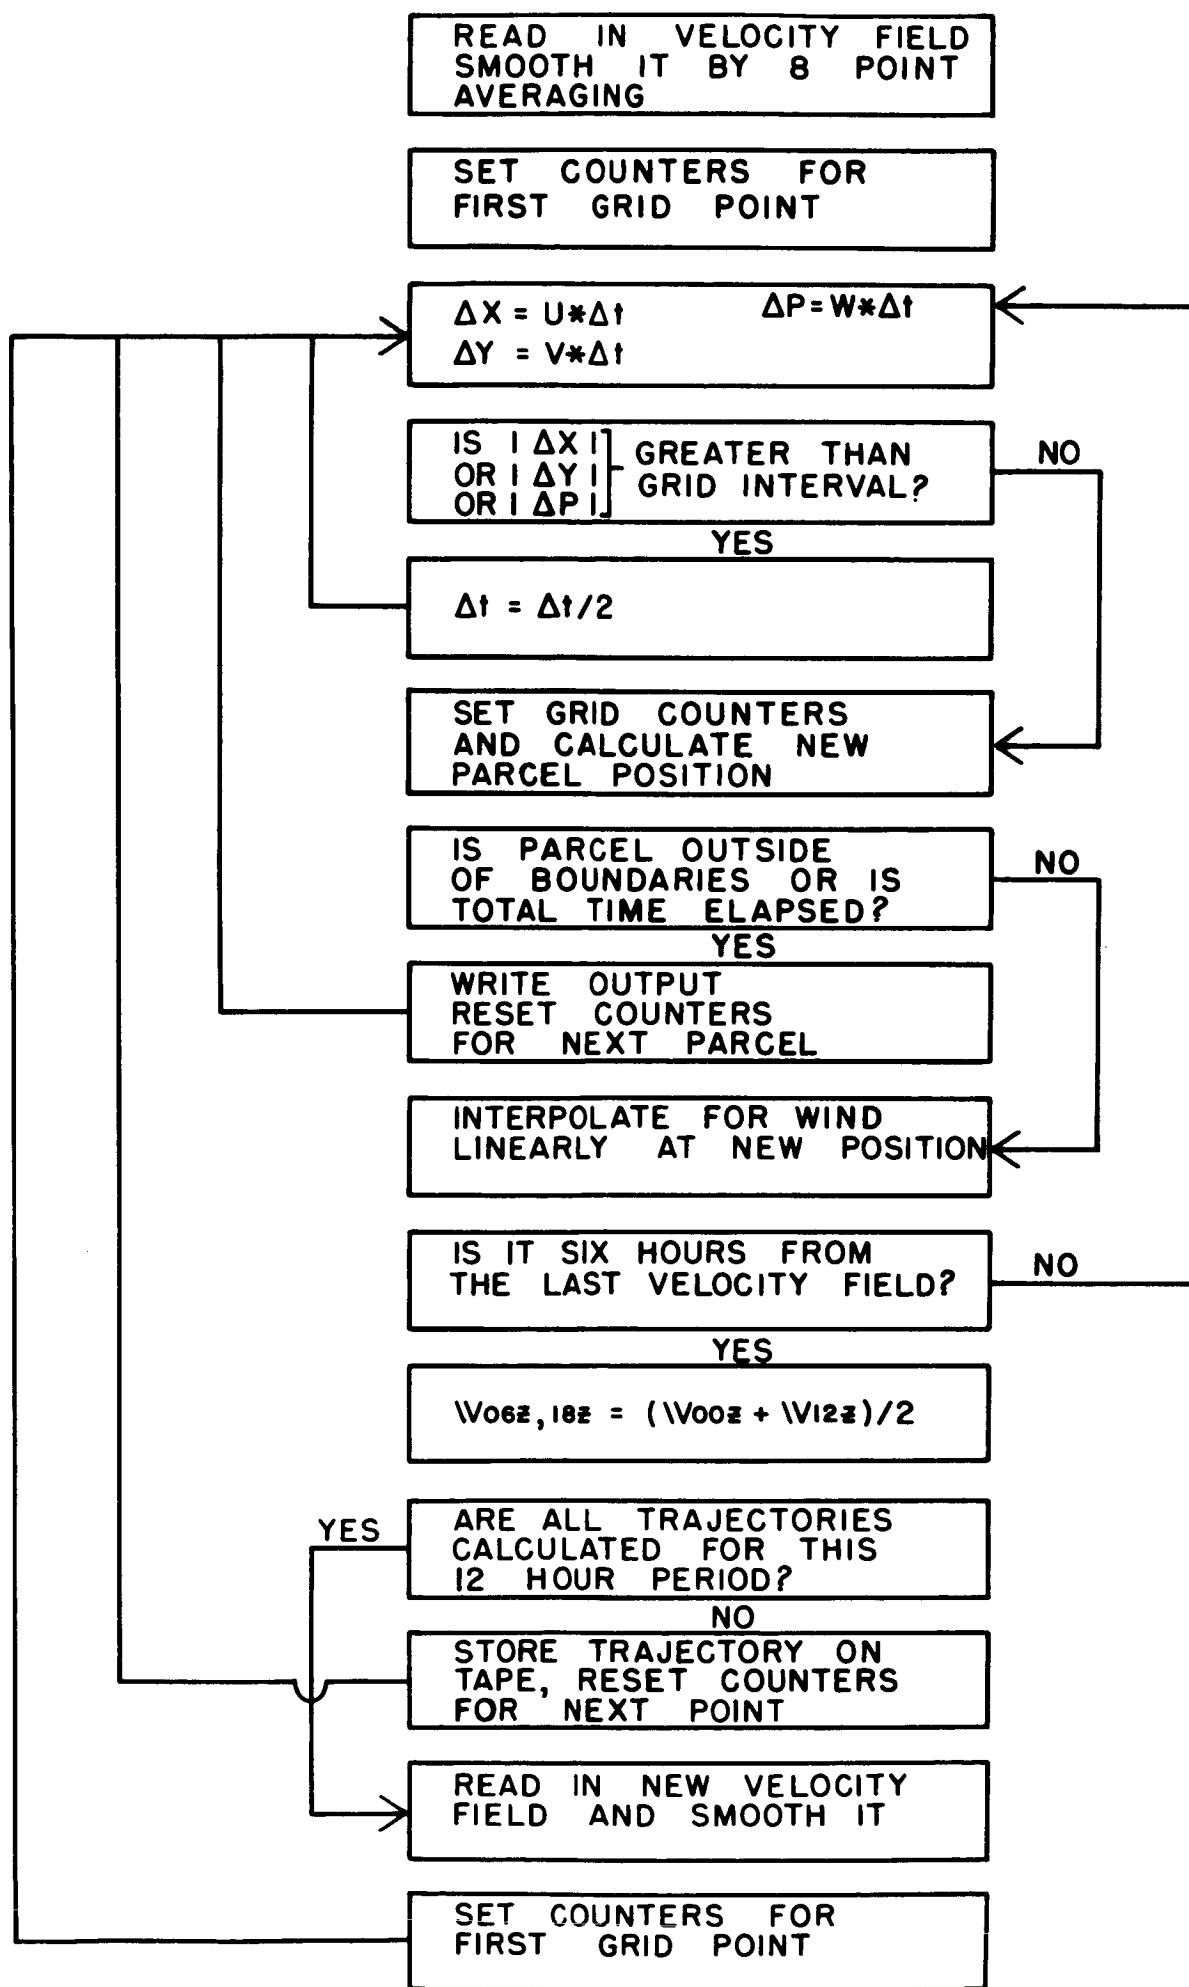 READ IN VELOCITY FIELD
SMOOTH IT BY 8 POINT
AVERAGING
SET COUNTERS FOR
FIRST GRID POINT
ΔX = U*Δt ΔP=W*Δt
ΔY = V*Δt
IS | ΔX |
OR | ΔY |
OR | ΔP |
GREATER THAN
GRID INTERVAL?
NO
YES
Δt = Δt/2
SET GRID COUNTERS
AND CALCULATE NEW
PARCEL POSITION
IS PARCEL OUTSIDE
OF BOUNDARIES OR IS
TOTAL TIME ELAPSED?
NO
YES
WRITE OUTPUT
RESET COUNTERS
FOR NEXT PARCEL
INTERPOLATE FOR WIND
LINEARLY AT NEW POSITION
IS IT SIX HOURS FROM
THE LAST VELOCITY FIELD?
NO
YES
\V06Z,18Z = (\V00Z + \V12Z)/2
YES
ARE ALL TRAJECTORIES
CALCULATED FOR THIS
12 HOUR PERIOD?
NO
STORE TRAJECTORY ON
TAPE, RESET COUNTERS
FOR NEXT POINT
READ IN NEW VELOCITY
FIELD AND SMOOTH IT
SET COUNTERS FOR
FIRST GRID POINT